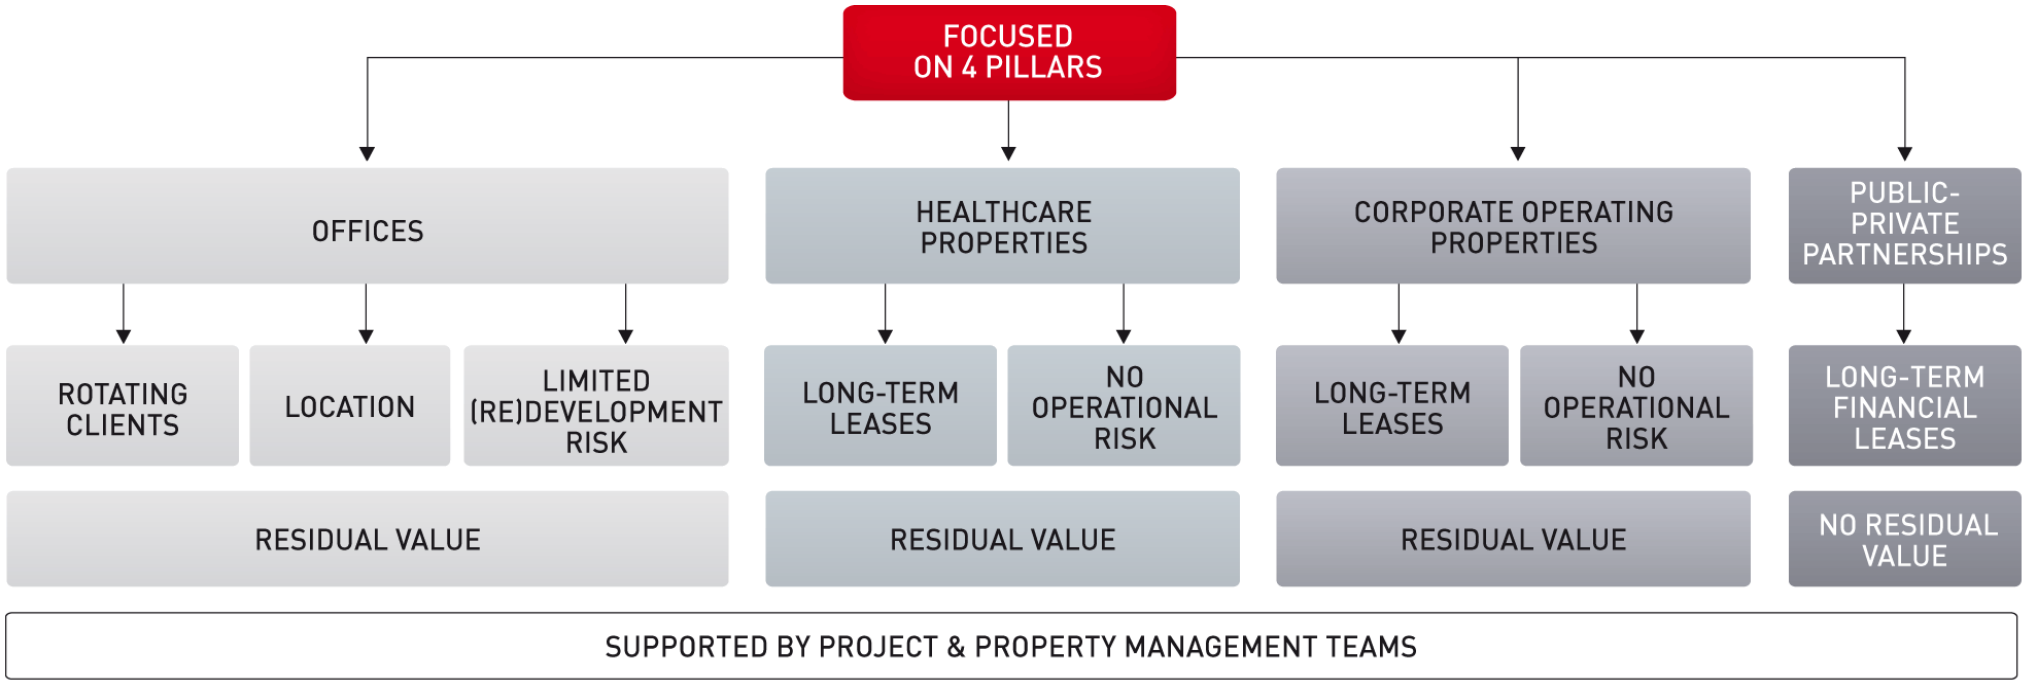 FOCUSED
ON 4 PILLARS
OFFICES
HEALTHCARE
PROPERTIES
CORPORATE OPERATING
PROPERTIES
PUBLIC-
PRIVATE
PARTNERSHIPS
ROTATING
CLIENTS
LOCATION
LIMITED
(RE)DEVELOPMENT
RISK
LONG-TERM
LEASES
NO
OPERATIONAL
RISK
LONG-TERM
LEASES
NO
OPERATIONAL
RISK
LONG-TERM
FINANCIAL
LEASES
RESIDUAL VALUE
RESIDUAL VALUE
RESIDUAL VALUE
NO RESIDUAL
VALUE
SUPPORTED BY PROJECT & PROPERTY MANAGEMENT TEAMS